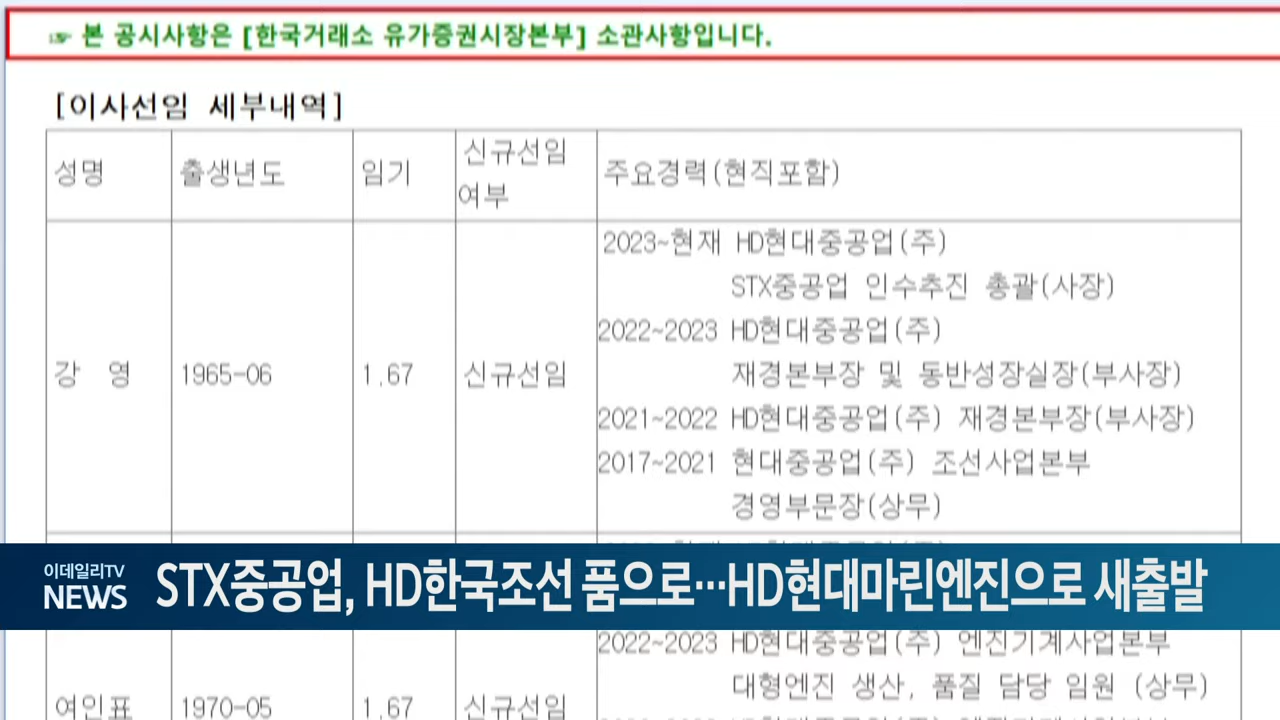 ☞ 본 공시사항은 [한국거래소 유가증권시장본부] 소관사항입니다.
[이사선임 세부내역]
성명 출생년도 임기 신규선임 여부 주요경력(현직포함)
강 영 1965-06 1.67 신규선임
2023~현재 HD현대중공업(주)
STX중공업 인수추진 총괄(사장)
2022~2023 HD현대중공업(주)
재경본부장 및 동반성장실장(부사장)
2021~2022 HD현대중공업(주) 재경본부장(부사장)
2017~2021 현대중공업(주) 조선사업본부
경영부문장(상무)
이데일리TV NEWS
STX중공업, HD한국조선 품으로…HD현대마린엔진으로 새출발
2022~2023 HD현대중공업(주) 엔진기계사업본부
대형엔진 생산, 품질 담당 임원 (상무)
여인표 1970-05 1.67 신규선임